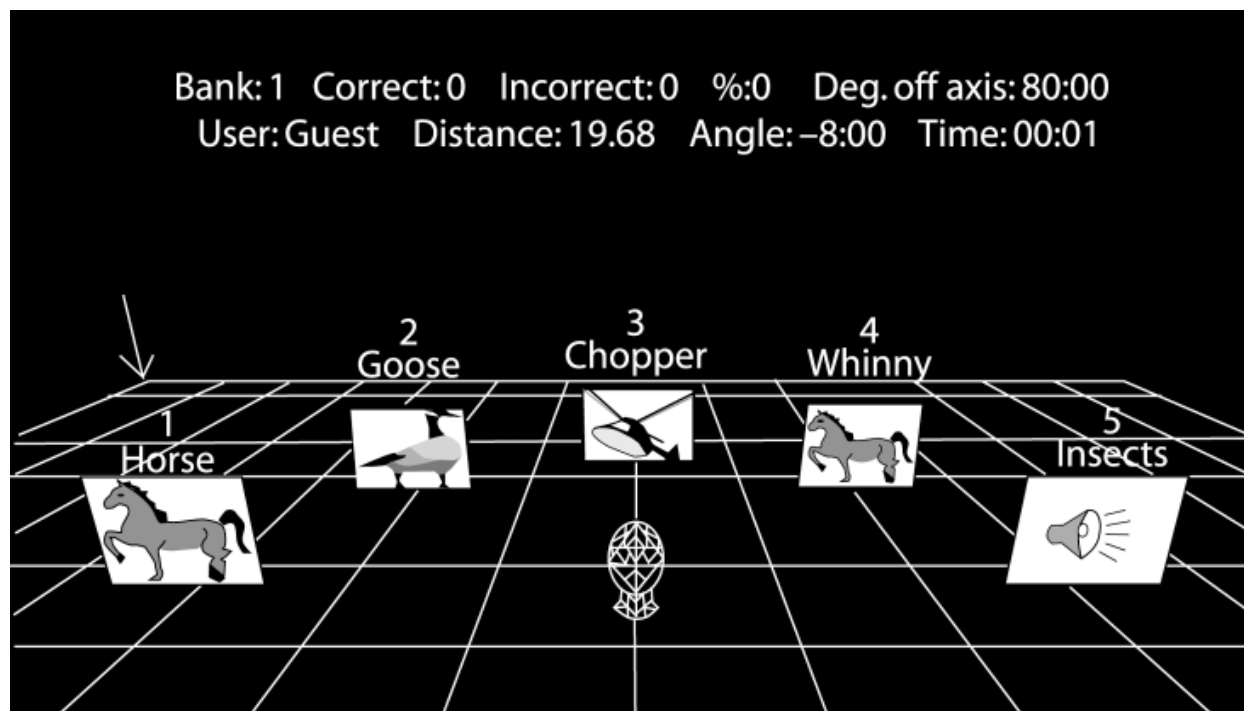 Bank: 1 Correct: 0 Incorrect: 0 %:0 Deg. off axis: 80:00
User: Guest Distance: 19.68 Angle: –8:00 Time: 00:01
1
Horse
2
Goose
3
Chopper
4
Whinny
5
Insects